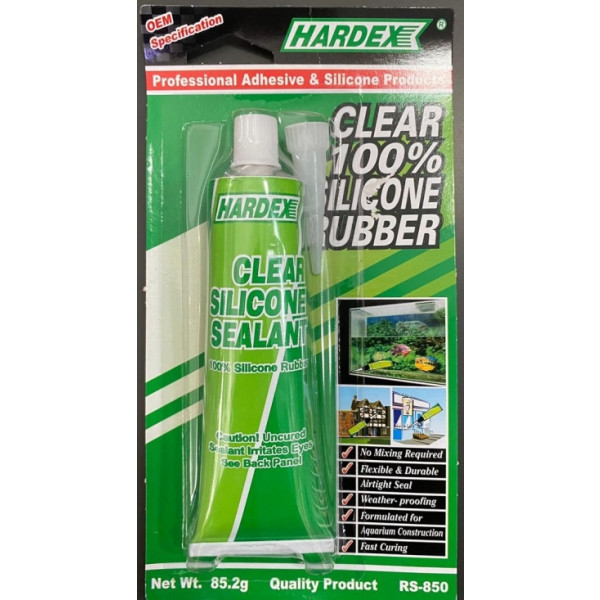 OEM
Specification
HARDEX ®
Professional Adhesive & Silicone Products
CLEAR
100%
SILICONE
RUBBER
HARDEX
CLEAR
SILICONE
SEALANT
100% Silicone Rubber
Caution! Uncured
Sealant Irritates Eyes
See Back Panel
No Mixing Required
Flexible & Durable
Airtight Seal
Weather- proofing
Formulated for
Aquarium Construction
Fast Curing
Net Wt. 85.2g Quality Product RS-850